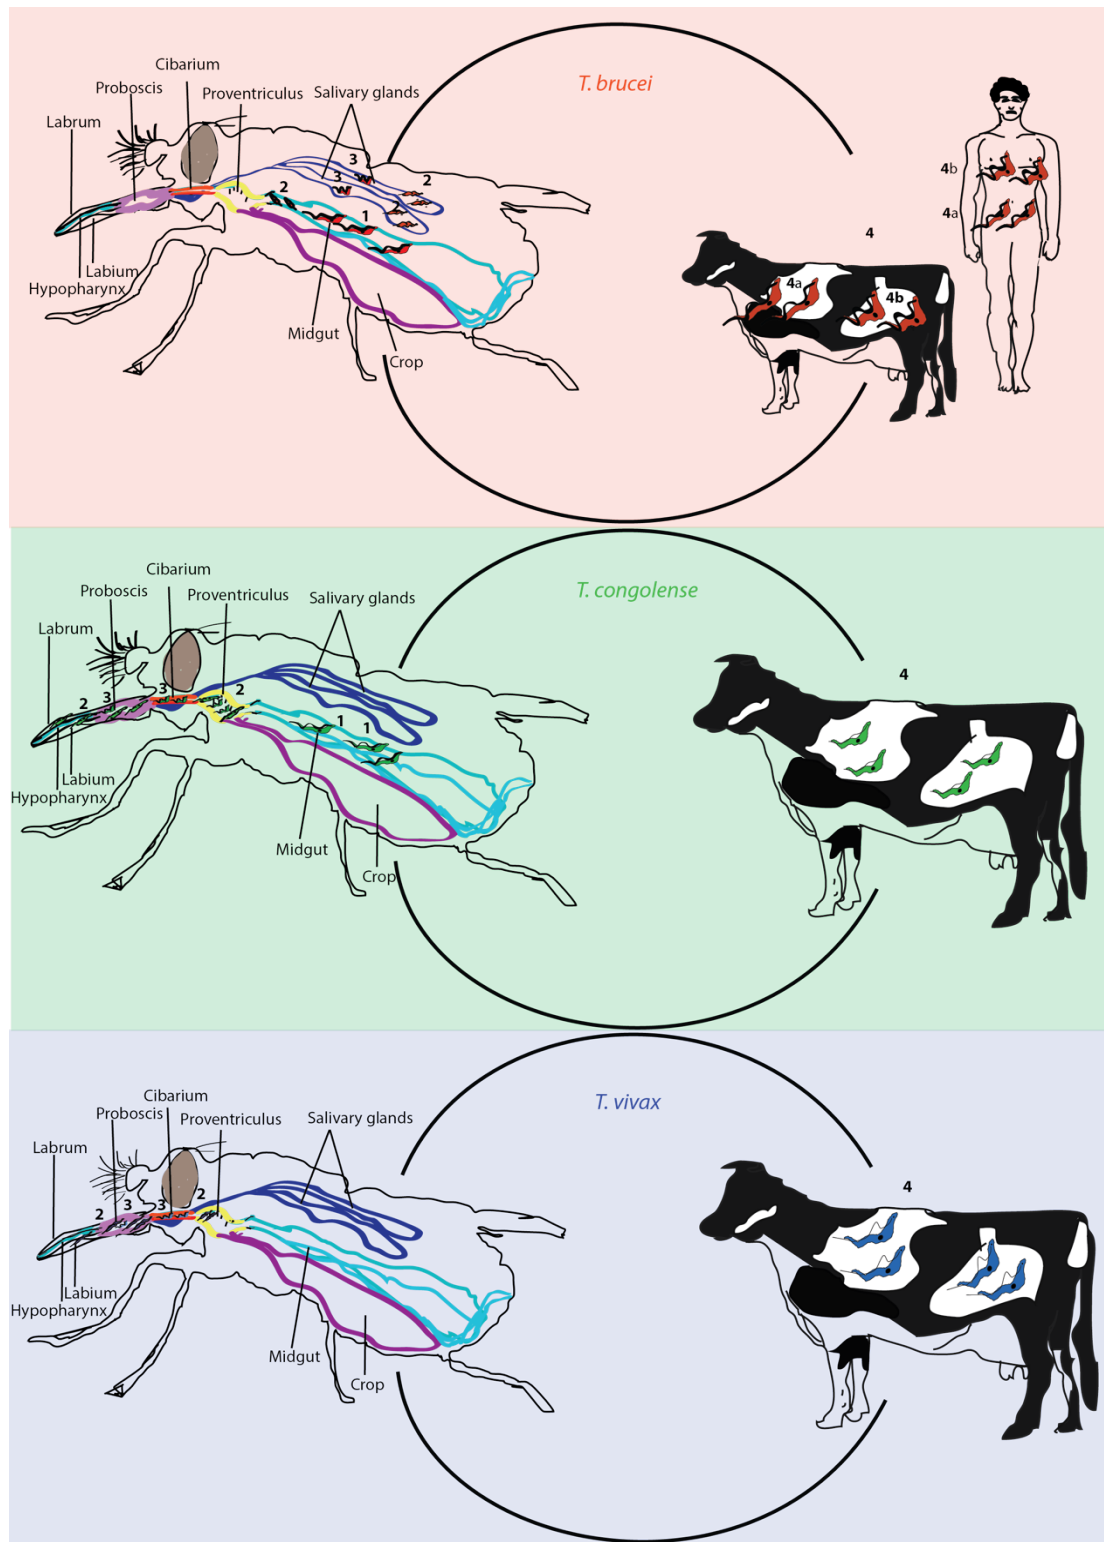 T. brucei
Cibarium
Proboscis
Proventriculus
Salivary glands
Labrum
3
3
2
2
1
4b
4a
4
4a
4b
Labium
Hypopharynx
Midgut
Crop
T. congolense
Cibarium
Proboscis
Proventriculus
Salivary glands
Labrum
4
2
3
3
2
1
1
Labium
Hypopharynx
Midgut
Crop
T. vivax
Cibarium
Proboscis
Proventriculus
Salivary glands
Labrum
4
2
3
3
2
Labium
Hypopharynx
Midgut
Crop